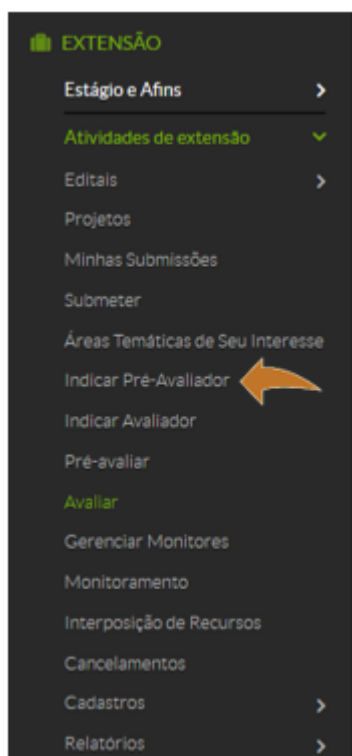 EXTENSÃO
Estágio e Afins
Atividades de extensão
Editais
Projetos
Minhas Submissões
Submeter
Áreas Temáticas de Seu Interesse
Indicar Pré-Avaliador
Indicar Avaliador
Pré-avaliar
Avaliar
Gerenciar Monitores
Monitoramento
Interposição de Recursos
Cancelamentos
Cadastros
Relatórios